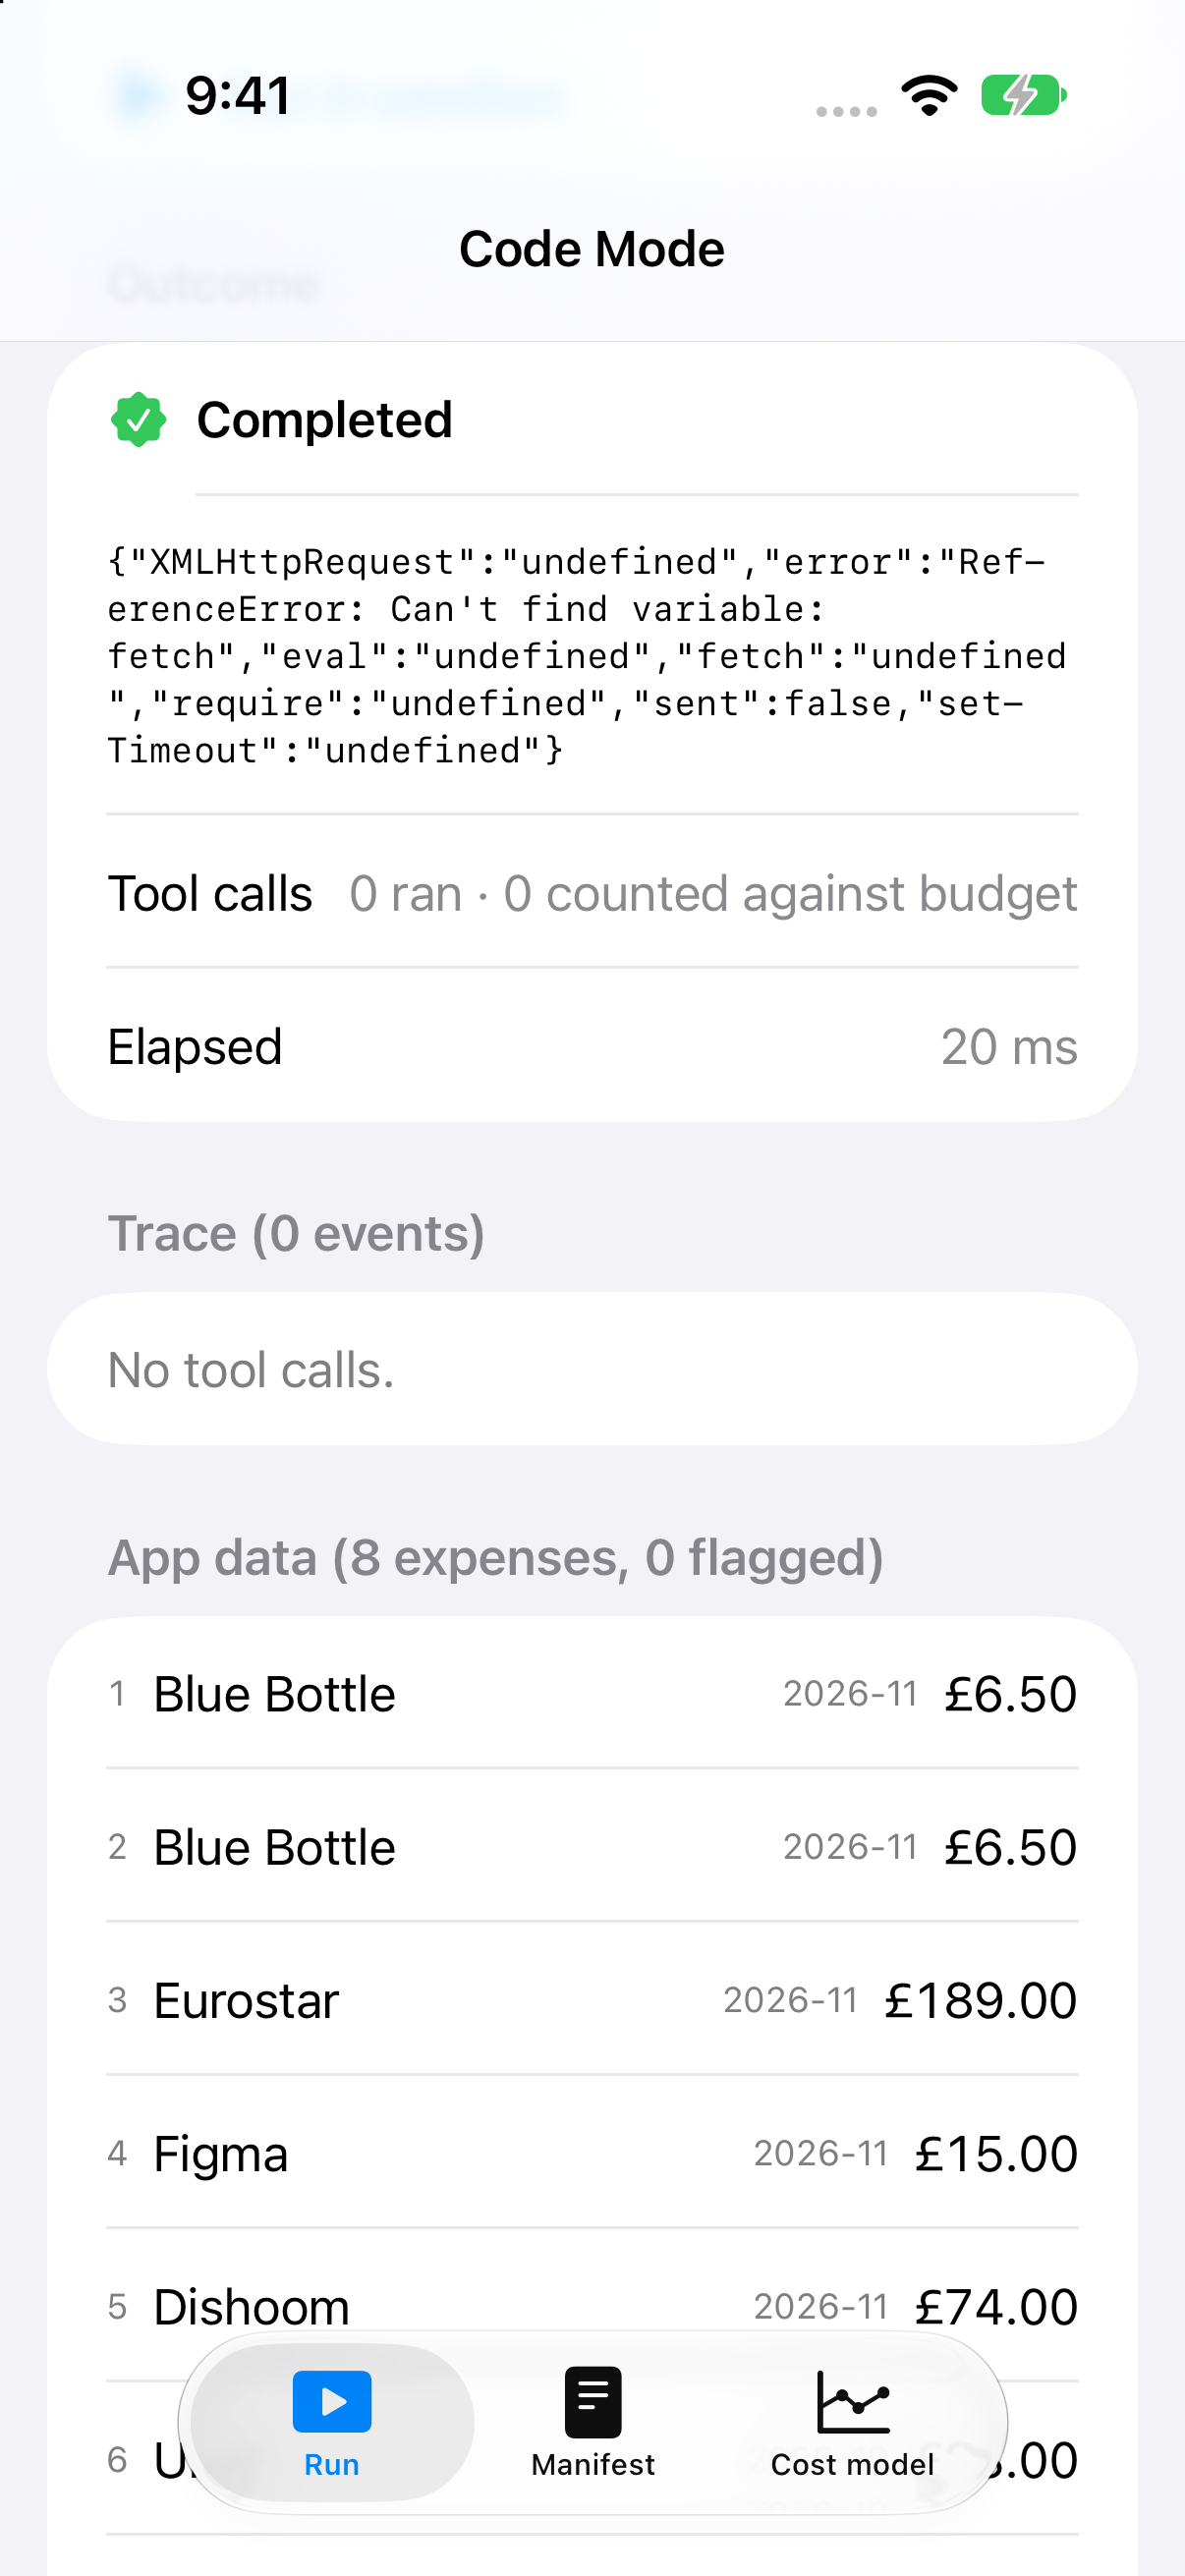 9:41
Code Mode
Outcome
Completed
{"XMLHttpRequest":"undefined","error":"Ref-
erenceError: Can't find variable:
fetch","eval":"undefined","fetch":"undefined
","require":"undefined","sent":false,"set-
Timeout":"undefined"}
Tool calls 0 ran · 0 counted against budget
Elapsed 20 ms
Trace (0 events)
No tool calls.
App data (8 expenses, 0 flagged)
1 Blue Bottle 2026-11 £6.50
2 Blue Bottle 2026-11 £6.50
3 Eurostar 2026-11 £189.00
4 Figma 2026-11 £15.00
5 Dishoom 2026-11 £74.00
6
Run Manifest Cost model